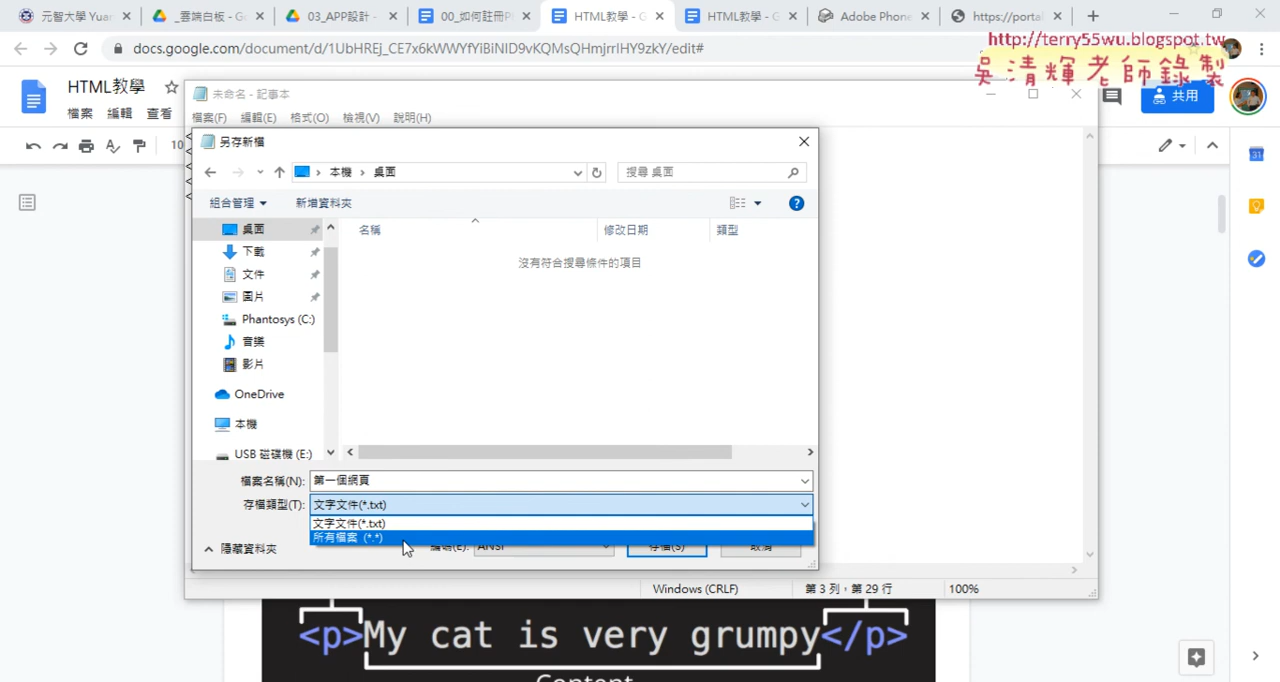 元智大學 Yuan
_雲端白板 - Go
03_APP設計 -
00_如何註冊P
HTML教學 - G
HTML教學 - G
Adobe Phone
https://portal
docs.google.com/document/d/1UbHREj_CE7x6kWWYfYiBiNID9vKQMsQHmjrrIHY9zkY/edit#
http://terry55wu.blogspot.tw
吳清輝老師錄製
HTML教學
檔案 編輯 查看
共用
10
31
未命名 - 記事本
檔案(F) 編輯(E) 格式(O) 檢視(V) 說明(H)
另存新檔
本機 > 桌面
搜尋 桌面
組合管理 新增資料夾
名稱 修改日期 類型
沒有符合搜尋條件的項目
桌面
下載
文件
圖片
Phantosys (C:)
音樂
影片
OneDrive
本機
USB 磁碟機 (E:)
檔案名稱(N): 第一個網頁
存檔類型(T): 文字文件(*.txt)
文字文件(*.txt)
所有檔案 (*.*)
隱藏資料夾 編碼(E): ANSI 存檔(S) 取消
Windows (CRLF) 第 3 列，第 29 行 100%
<p>My cat is very grumpy</p>
Content